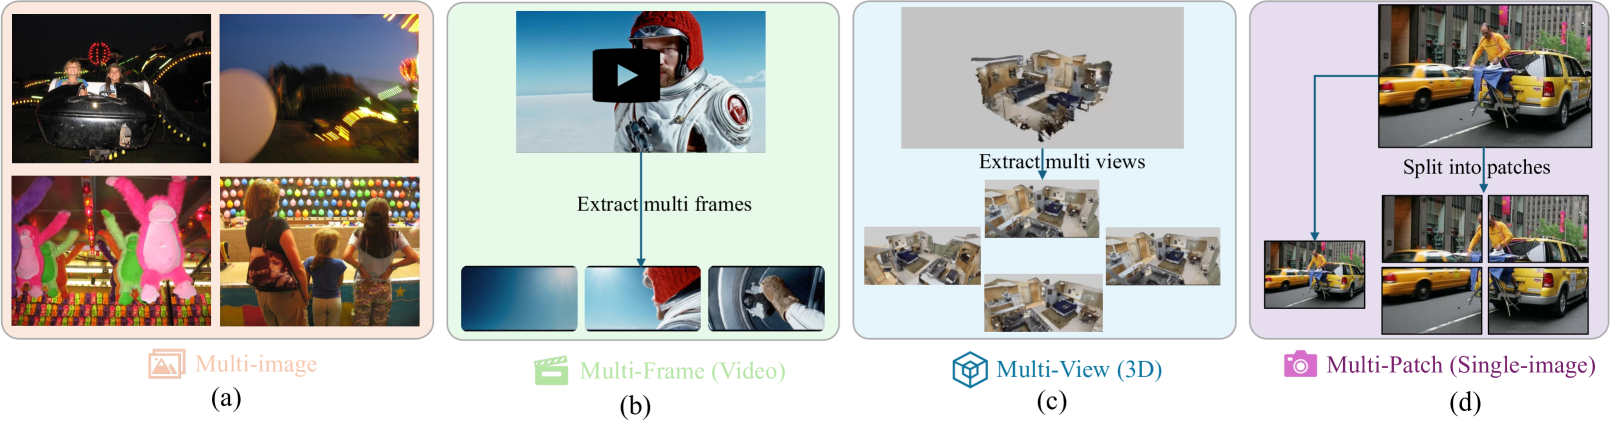 Extract multi frames
Extract multi views
Split into patches
Multi-image
Multi-Frame (Video)
Multi-View (3D)
Multi-Patch (Single-image)
(a)
(b)
(c)
(d)